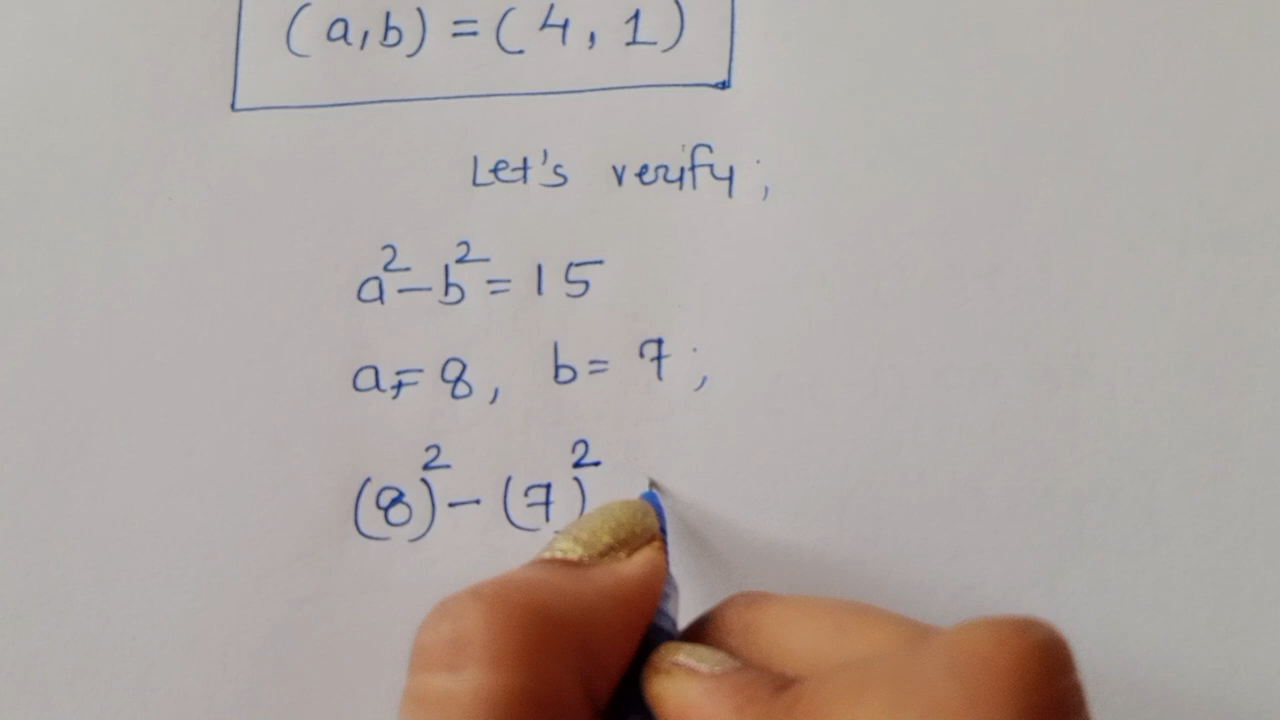 (a,b) = (4, 1)
Let's verify;
a² - b² = 15
a = 8, b = 7;
(8)² - (7)²